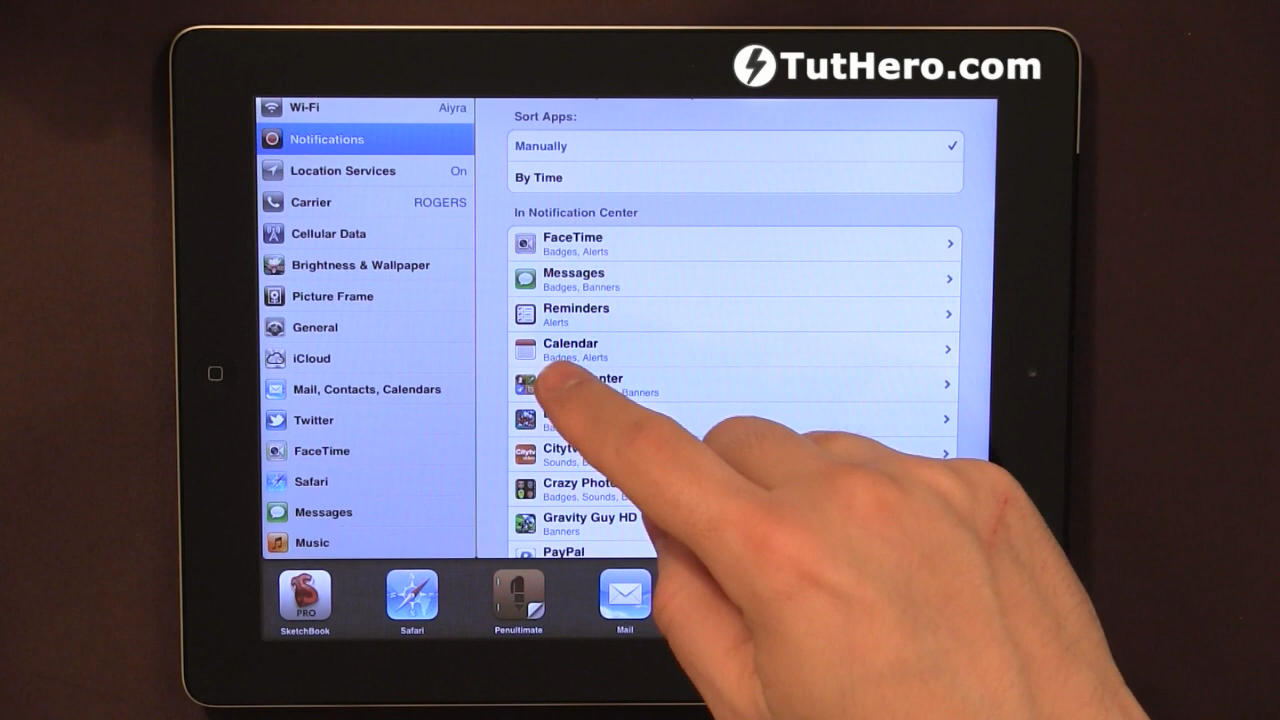 TutHero.com
Wi-Fi Aiyra
Notifications
Location Services On
Carrier ROGERS
Cellular Data
Brightness & Wallpaper
Picture Frame
General
iCloud
Mail, Contacts, Calendars
Twitter
FaceTime
Safari
Messages
Music
Sort Apps:
Manually
By Time
In Notification Center
FaceTime
Badges, Alerts
Messages
Badges, Banners
Reminders
Alerts
Calendar
Badges, Alerts
Banners
Citytv
Sounds,
Crazy
Badges, Sounds,
Gravity Guy HD
Banners
PayPal
PRO
SketchBook
Safari
Penultimate
Mail